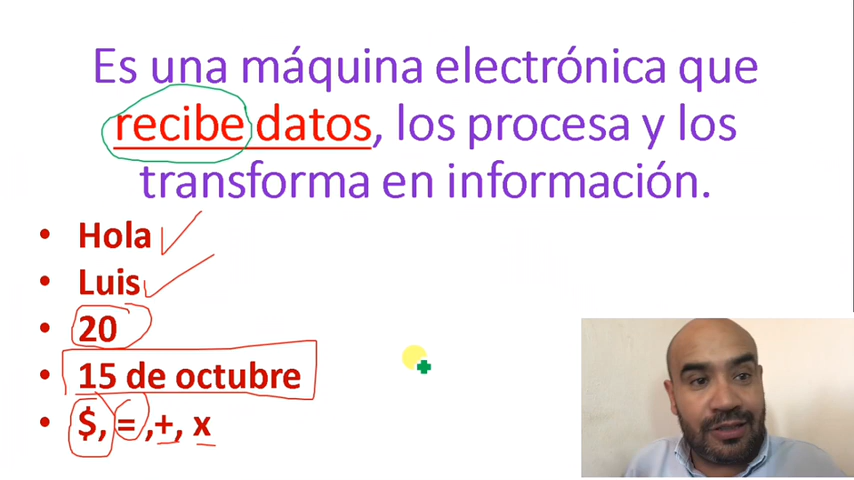 Es una máquina electrónica que
recibe datos, los procesa y los
transforma en información.
• Hola
• Luis
• 20
• 15 de octubre
• $, = ,+, x